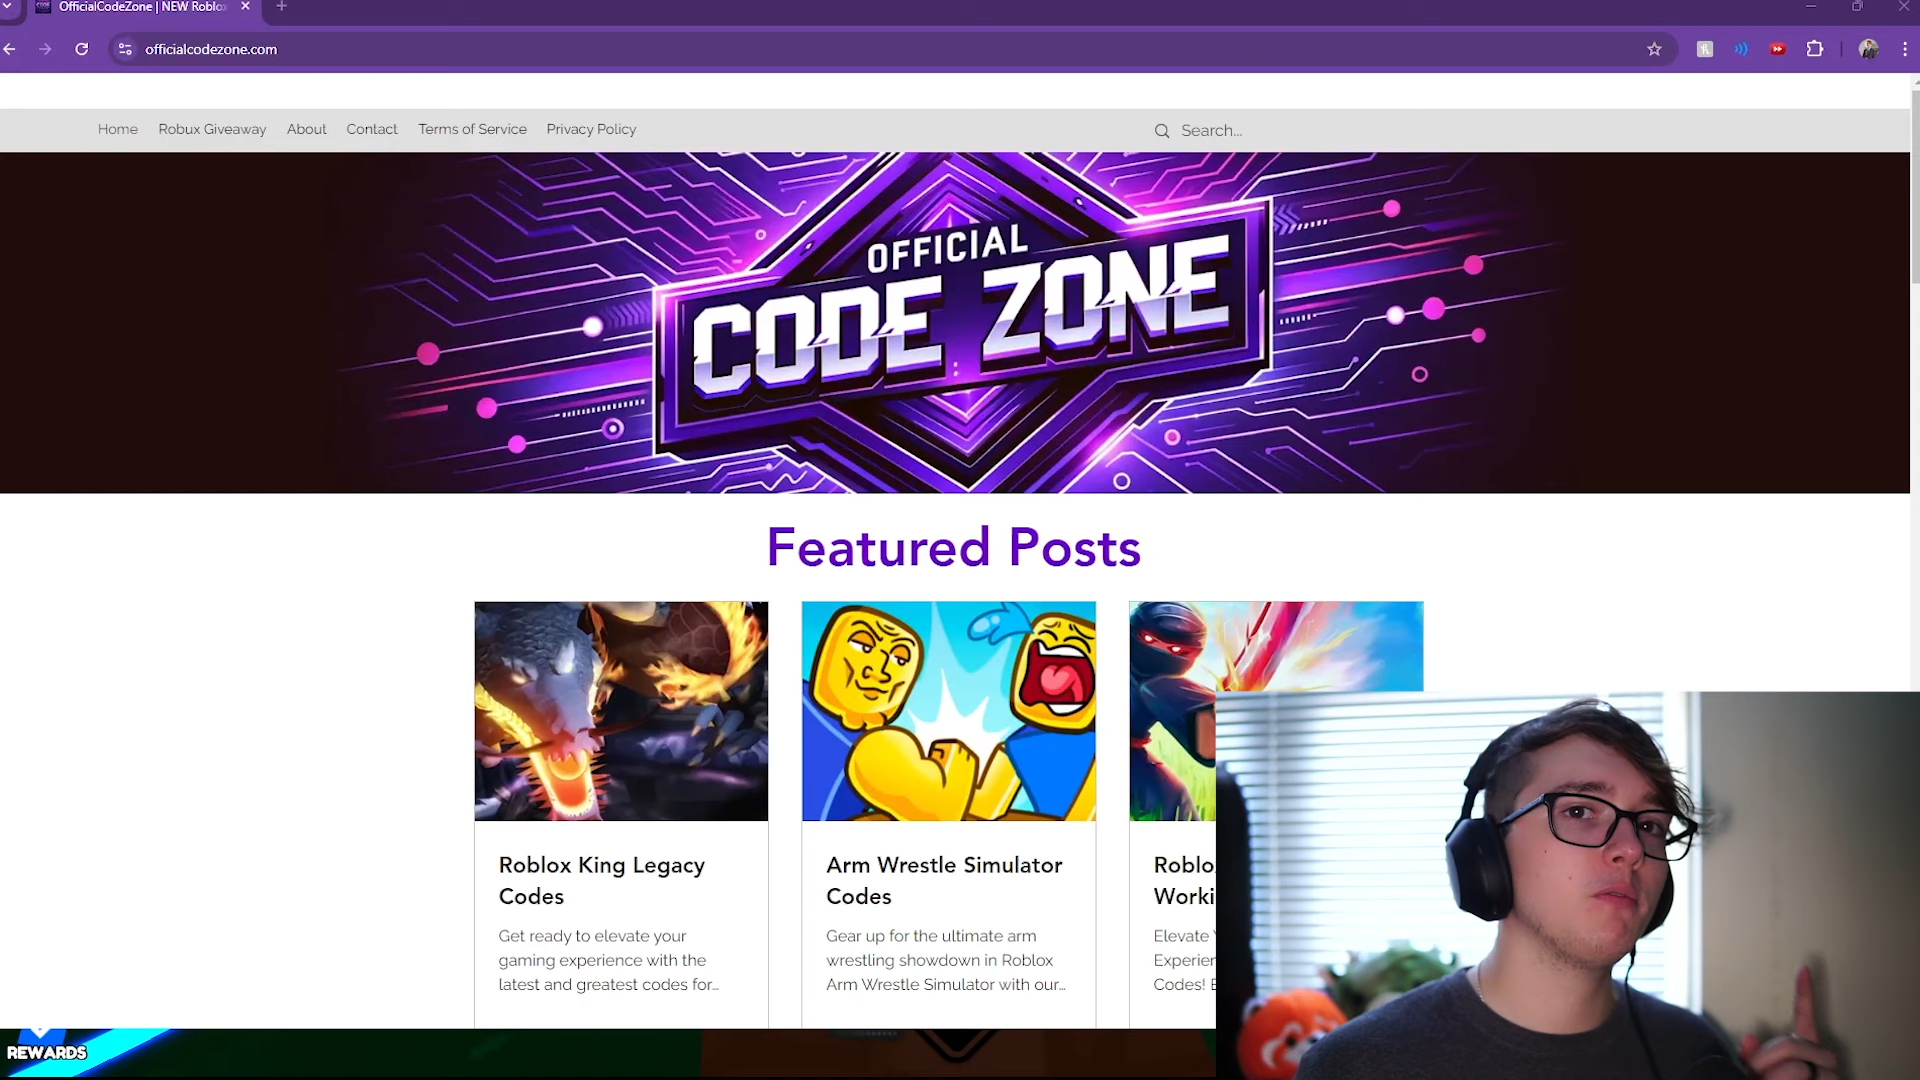 OfficialCodeZone | NEW Roblox
officialcodezone.com
Home Robux Giveaway About Contact Terms of Service Privacy Policy
Search...
OFFICIAL
CODE ZONE
Featured Posts
Roblox King Legacy
Codes
Get ready to elevate your
gaming experience with the
latest and greatest codes for...
Arm Wrestle Simulator
Codes
Gear up for the ultimate arm
wrestling showdown in Roblox
Arm Wrestle Simulator with our...
Roblo
Worki
Elevate
Experien
Codes!
REWARDS